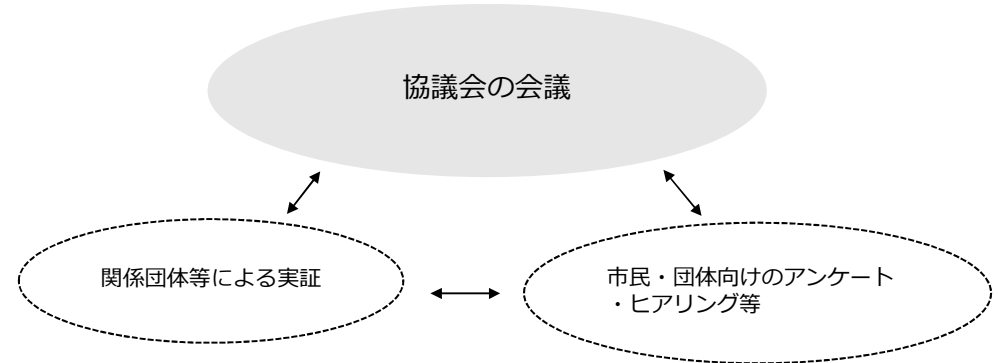 協議会の会議
関係団体等による実証
市民・団体向けのアンケート
・ヒアリング等